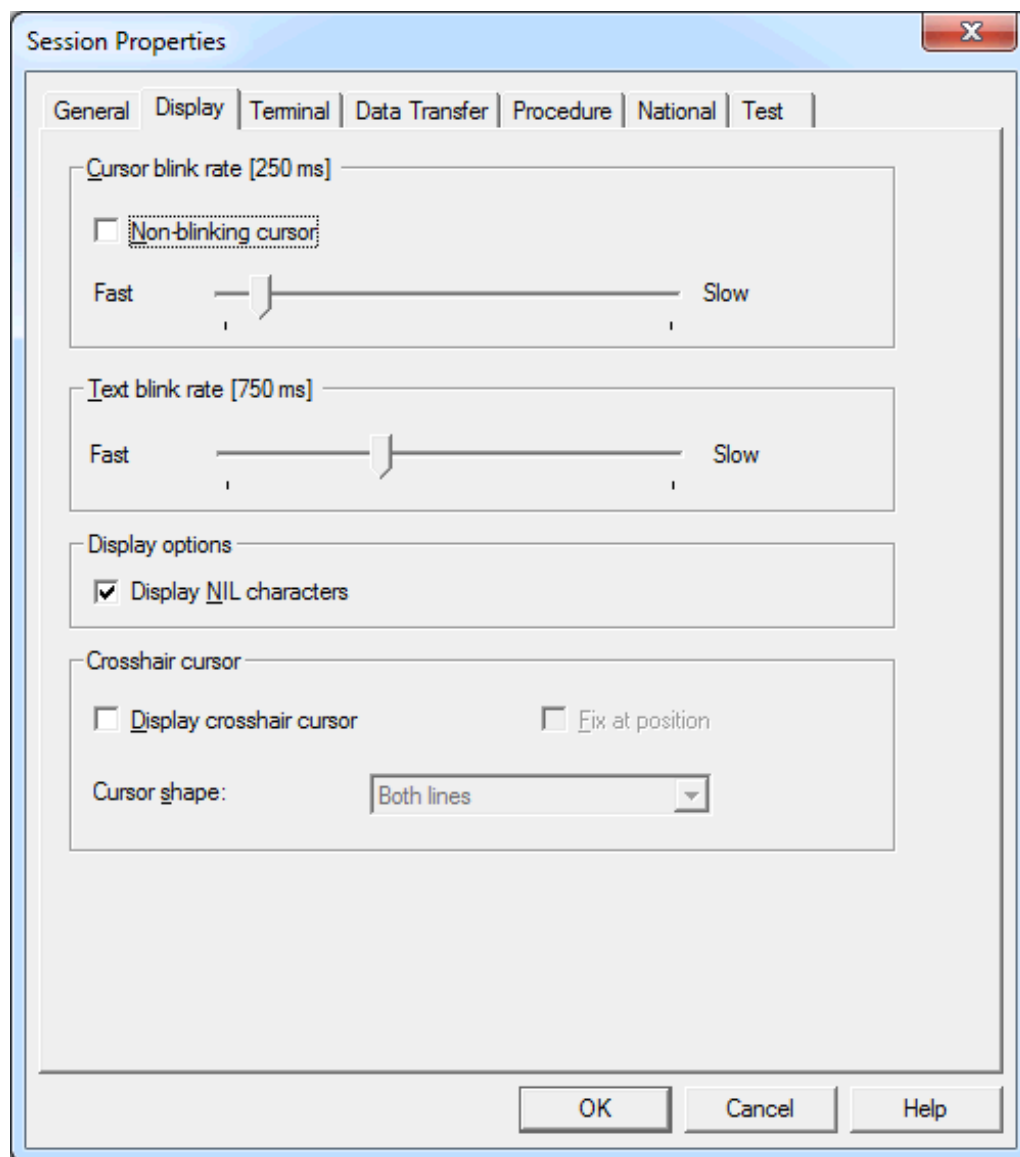 Session Properties
General Display Terminal Data Transfer Procedure National Test
Cursor blink rate [250 ms]
Non-blinking cursor
Fast Slow
Text blink rate [750 ms]
Fast Slow
Display options
Display NIL characters
Crosshair cursor
Display crosshair cursor Fix at position
Cursor shape: Both lines
OK Cancel Help